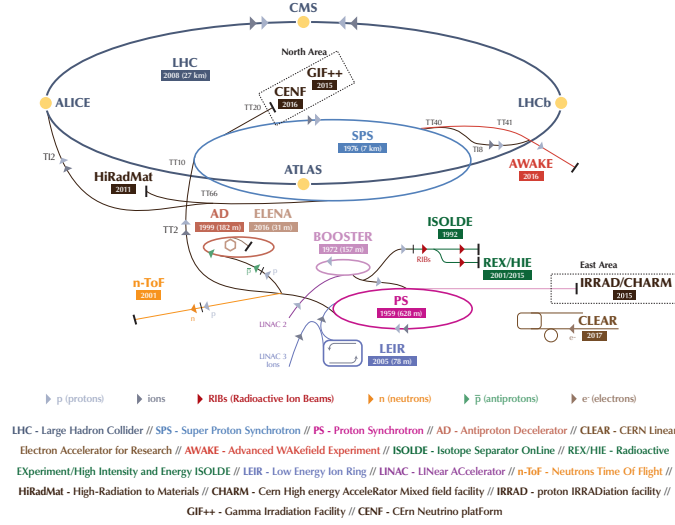 CMS
North Area
LHC
2008 (27 km)
GIF++
2015
CENF
2016
TT20
ALICE
LHCb
SPS
1976 (7 km)
TT40
TT41
TI8
TI2
TT10
ATLAS
AWAKE
2016
HiRadMat
2011
TT66
AD
1999 (182 m)
ELENA
2016 (31 m)
TT2
ISOLDE
1992
BOOSTER
1972 (157 m)
RIBs
REX/HIE
2001/2015
p
p
East Area
n-ToF
2001
IRRAD/CHARM
2015
PS
1959 (628 m)
n
p
LINAC 2
CLEAR
2017
e-
LEIR
2005 (78 m)
LINAC 3
Ions
p (protons)
ions
RIBs (Radioactive Ion Beams)
n (neutrons)
p̅ (antiprotons)
e- (electrons)
LHC - Large Hadron Collider // SPS - Super Proton Synchrotron // PS - Proton Synchrotron // AD - Antiproton Decelerator // CLEAR - CERN Linear
Electron Accelerator for Research // AWAKE - Advanced WAKefield Experiment // ISOLDE - Isotope Separator OnLine // REX/HIE - Radioactive
EXperiment/High Intensity and Energy ISOLDE // LEIR - Low Energy Ion Ring // LINAC - LINear ACcelerator // n-ToF - Neutrons Time Of Flight //
HiRadMat - High-Radiation to Materials // CHARM - Cern High energy AcceleRator Mixed field facility // IRRAD - proton IRRADiation facility //
GIF++ - Gamma Irradiation Facility // CENF - CErn Neutrino platForm